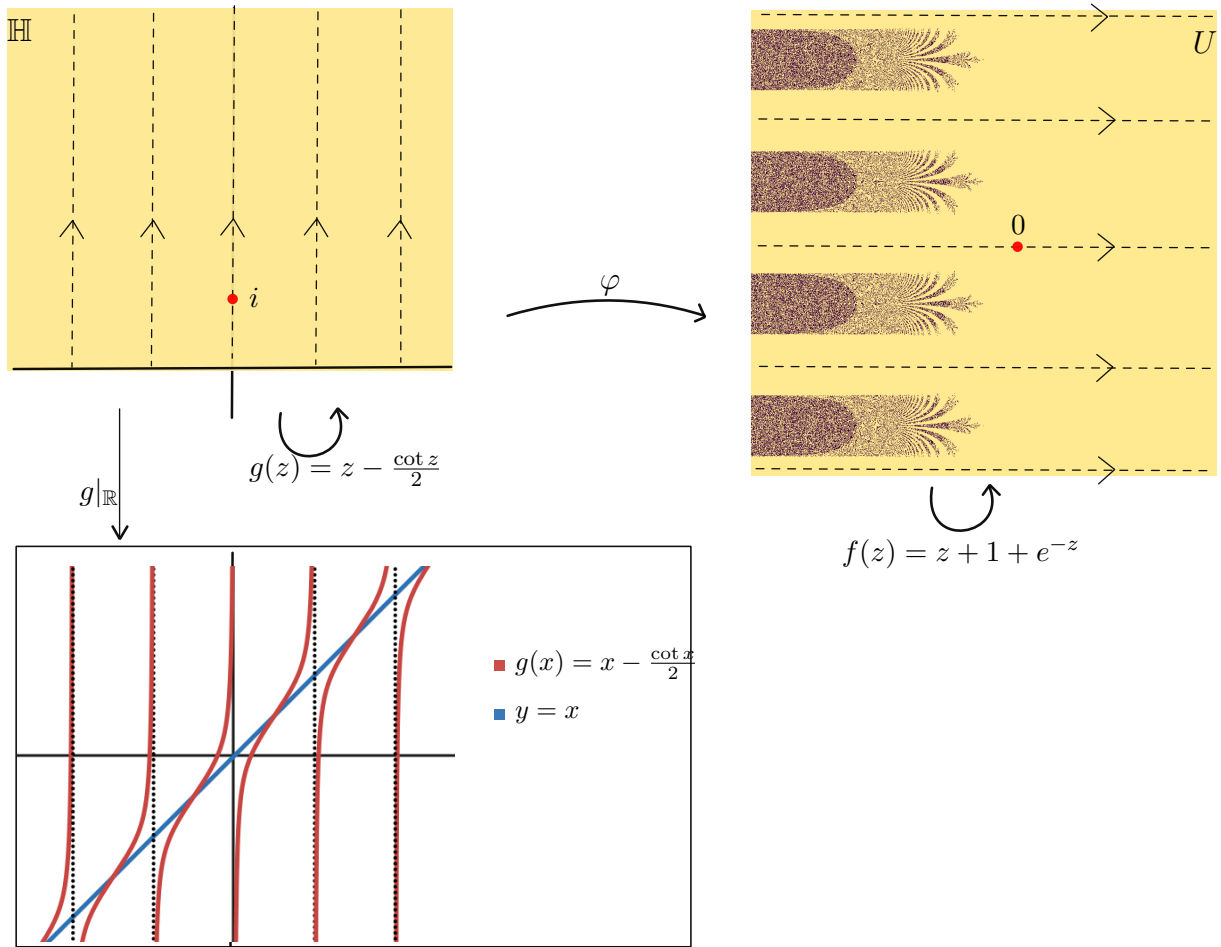 ℍ
i
φ
U
0
g(z) = z − cot z/2
g|ℝ
f(z) = z + 1 + e^{−z}
g(x) = x − cot x/2
y = x